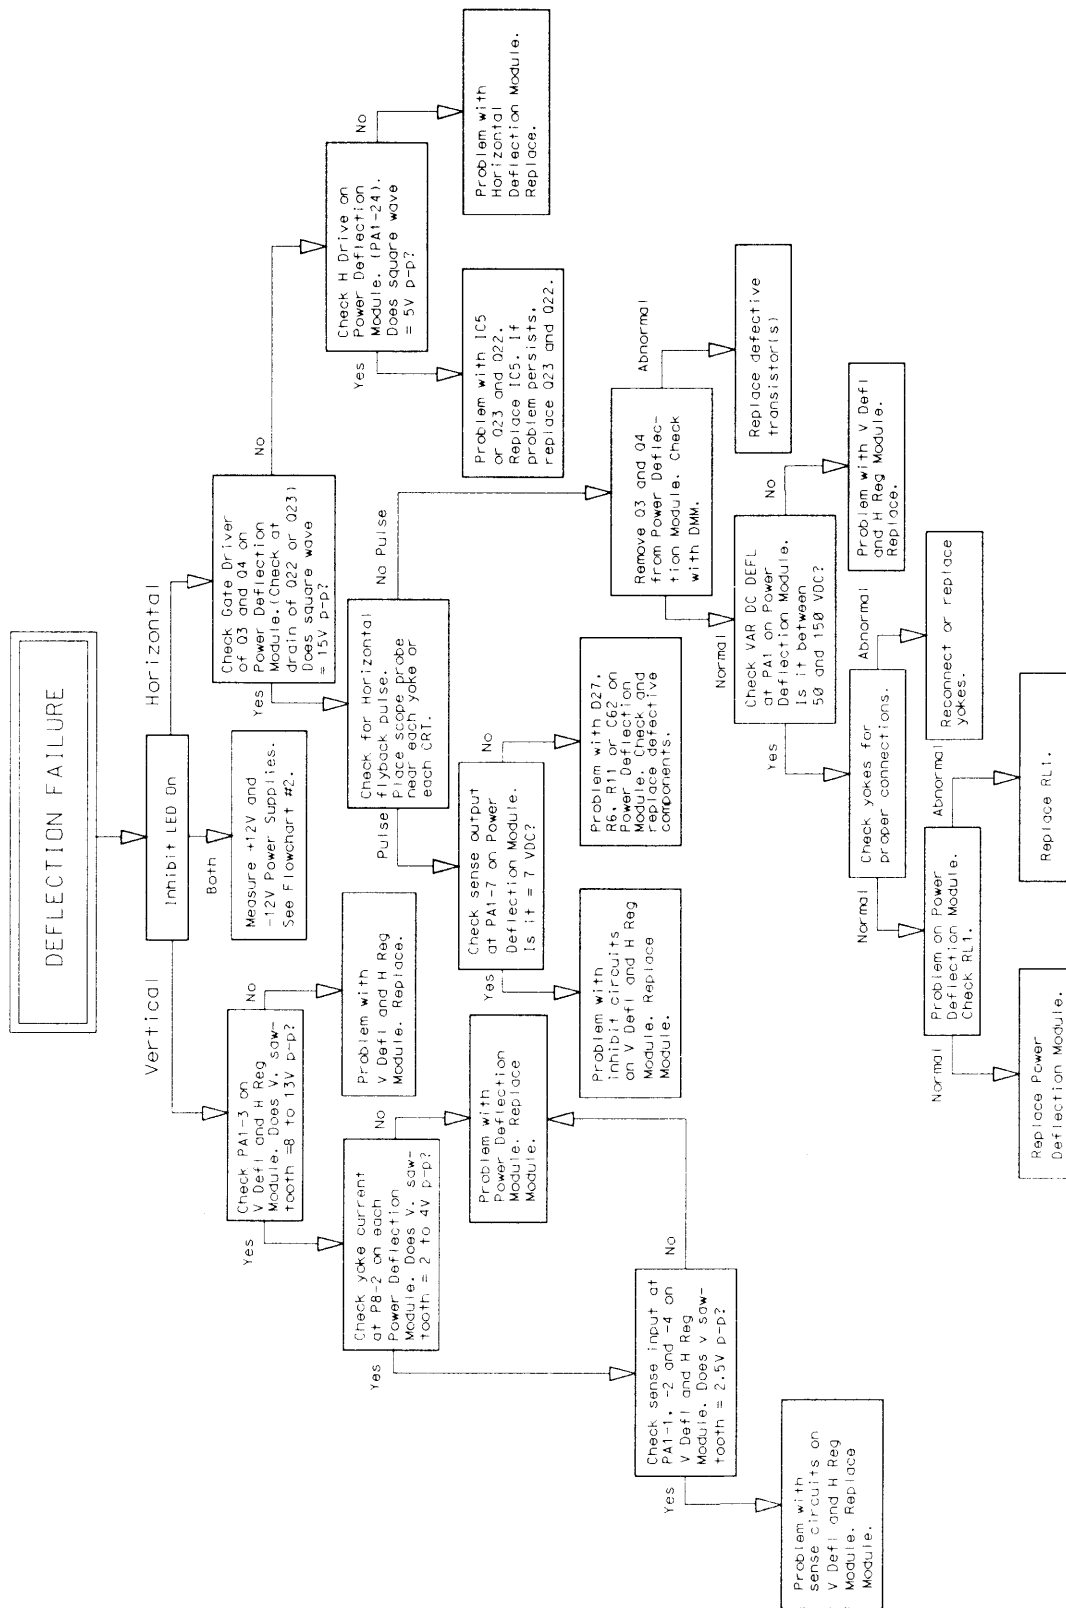 DEFLECTION FAILURE
Inhibit LED On
Vertical
Both
Horizontal
Measure +12V and
-12V Power Supplies.
See Flowchart #2.
Check PA1-3 on
V Defl and H Reg
Module. Does V. saw-
tooth =8 to 13V p-p?
Yes
No
Problem with
V Defl and H Reg
Module. Replace.
Check yoke current
at P8-2 on each
Power Deflection
Module. Does V. saw-
tooth = 2 to 4V p-p?
Yes
No
Problem with
Power Deflection
Module. Replace
Module.
Check sense input at
PA1-1, -2 and -4 on
V Defl and H Reg
Module. Does v saw-
tooth = 2.5V p-p?
Yes
No
Problem with
sense circuits on
V Defl and H Reg
Module. Replace
Module.
Check Gate Driver
of Q3 and Q4 on
Power Deflection
Module.(Check at
drain of Q22 or Q23)
Does square wave
= 15V p-p?
Yes
No
Check H Drive on
Power Deflection
Module. (PA1-24).
Does square wave
= 5V p-p?
Yes
No
Problem with IC5
or Q23 and Q22.
Replace IC5. If
problem persists,
replace Q23 and Q22.
Problem with
Horizontal
Deflection Module.
Replace.
Check for Horizontal
flyback pulse.
Place scope probe
near each yoke or
each CRT.
Pulse
No Pulse
Check sense output
at PA1-7 on Power
Deflection Module.
Is it = 7 VDC?
Yes
No
Problem with
inhibit circuits
on V Defl and H Reg
Module. Replace
Module.
Problem with D27,
R6, R11 or C62 on
Power Deflection
Module. Check and
replace defective
components.
Remove Q3 and Q4
from Power Deflec-
tion Module. Check
with DMM.
Normal
Abnormal
Replace defective
transistor(s)
Check VAR DC DEFL
at PA1 on Power
Deflection Module.
Is it between
50 and 150 VDC?
Yes
No
Problem with V Defl
and H Reg Module.
Replace.
Check yokes for
proper connections.
Normal
Abnormal
Reconnect or replace
yokes.
Problem on Power
Deflection Module.
Check RL1.
Normal
Abnormal
Replace RL1.
Replace Power
Deflection Module.